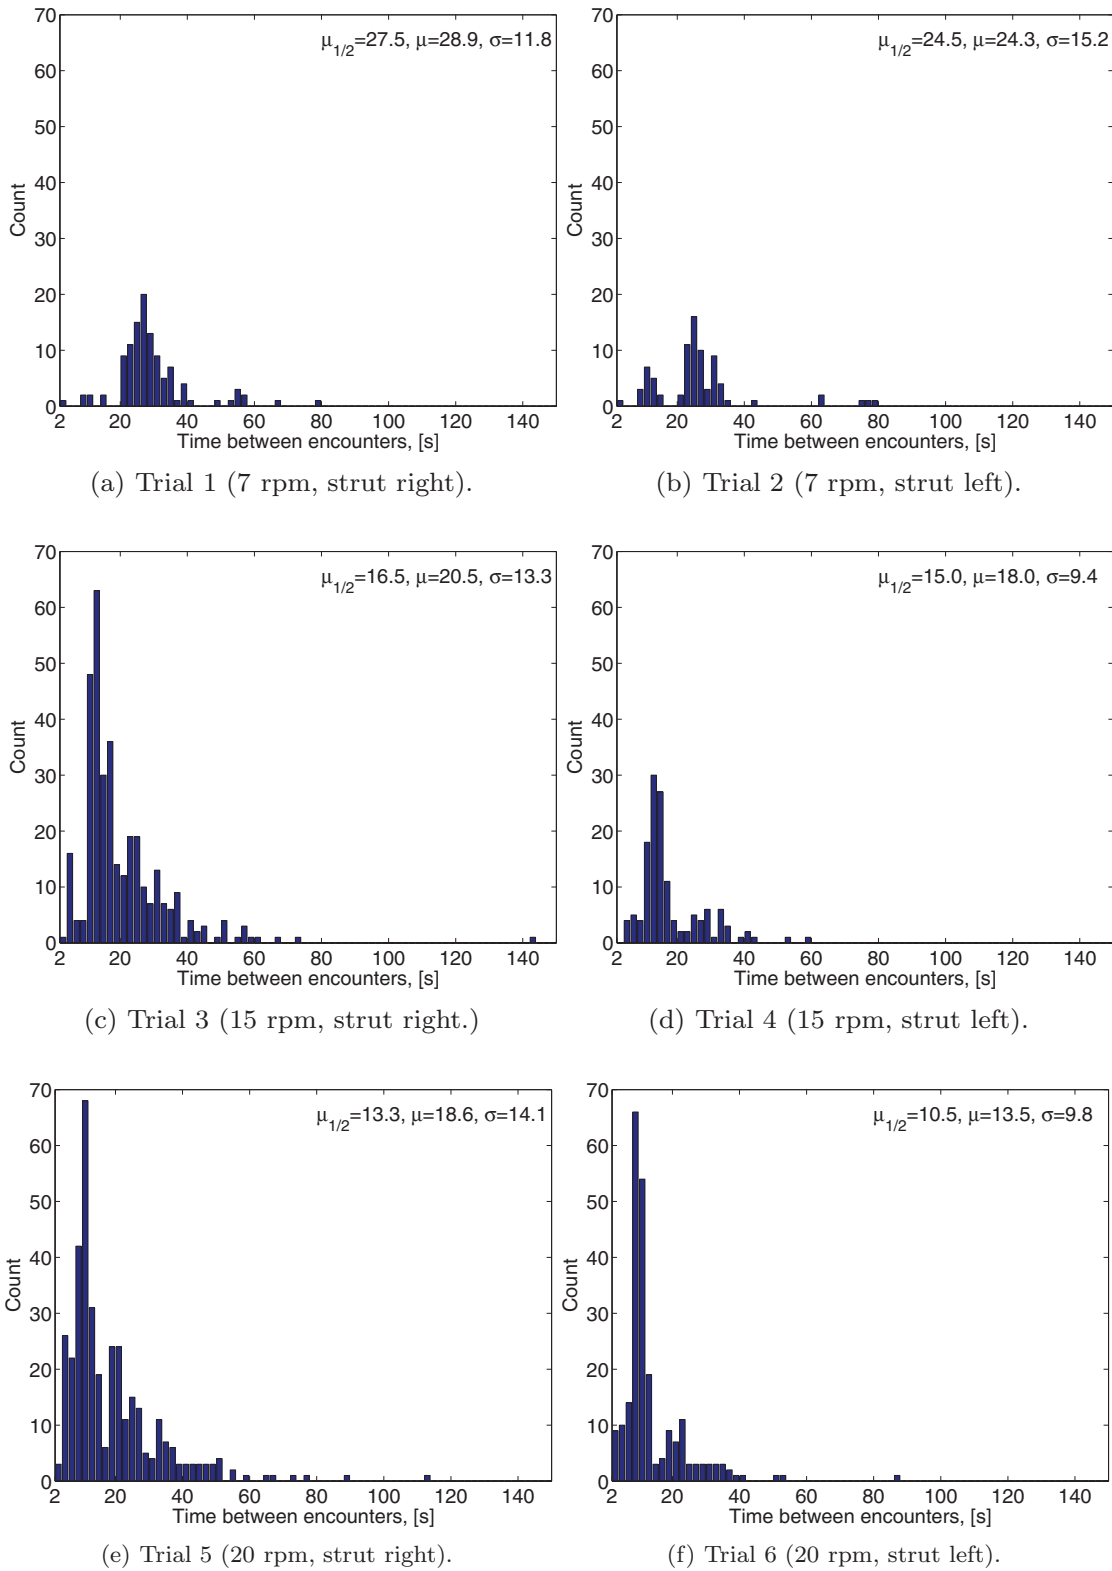 70
60
50
40
30
20
10
0
Count
μ1/2=27.5, μ=28.9, σ=11.8
2 20 40 60 80 100 120 140
Time between encounters, [s]
(a) Trial 1 (7 rpm, strut right).
70
60
50
40
30
20
10
0
Count
μ1/2=24.5, μ=24.3, σ=15.2
2 20 40 60 80 100 120 140
Time between encounters, [s]
(b) Trial 2 (7 rpm, strut left).
70
60
50
40
30
20
10
0
Count
μ1/2=16.5, μ=20.5, σ=13.3
2 20 40 60 80 100 120 140
Time between encounters, [s]
(c) Trial 3 (15 rpm, strut right.)
70
60
50
40
30
20
10
0
Count
μ1/2=15.0, μ=18.0, σ=9.4
2 20 40 60 80 100 120 140
Time between encounters, [s]
(d) Trial 4 (15 rpm, strut left).
70
60
50
40
30
20
10
0
Count
μ1/2=13.3, μ=18.6, σ=14.1
2 20 40 60 80 100 120 140
Time between encounters, [s]
(e) Trial 5 (20 rpm, strut right).
70
60
50
40
30
20
10
0
Count
μ1/2=10.5, μ=13.5, σ=9.8
2 20 40 60 80 100 120 140
Time between encounters, [s]
(f) Trial 6 (20 rpm, strut left).